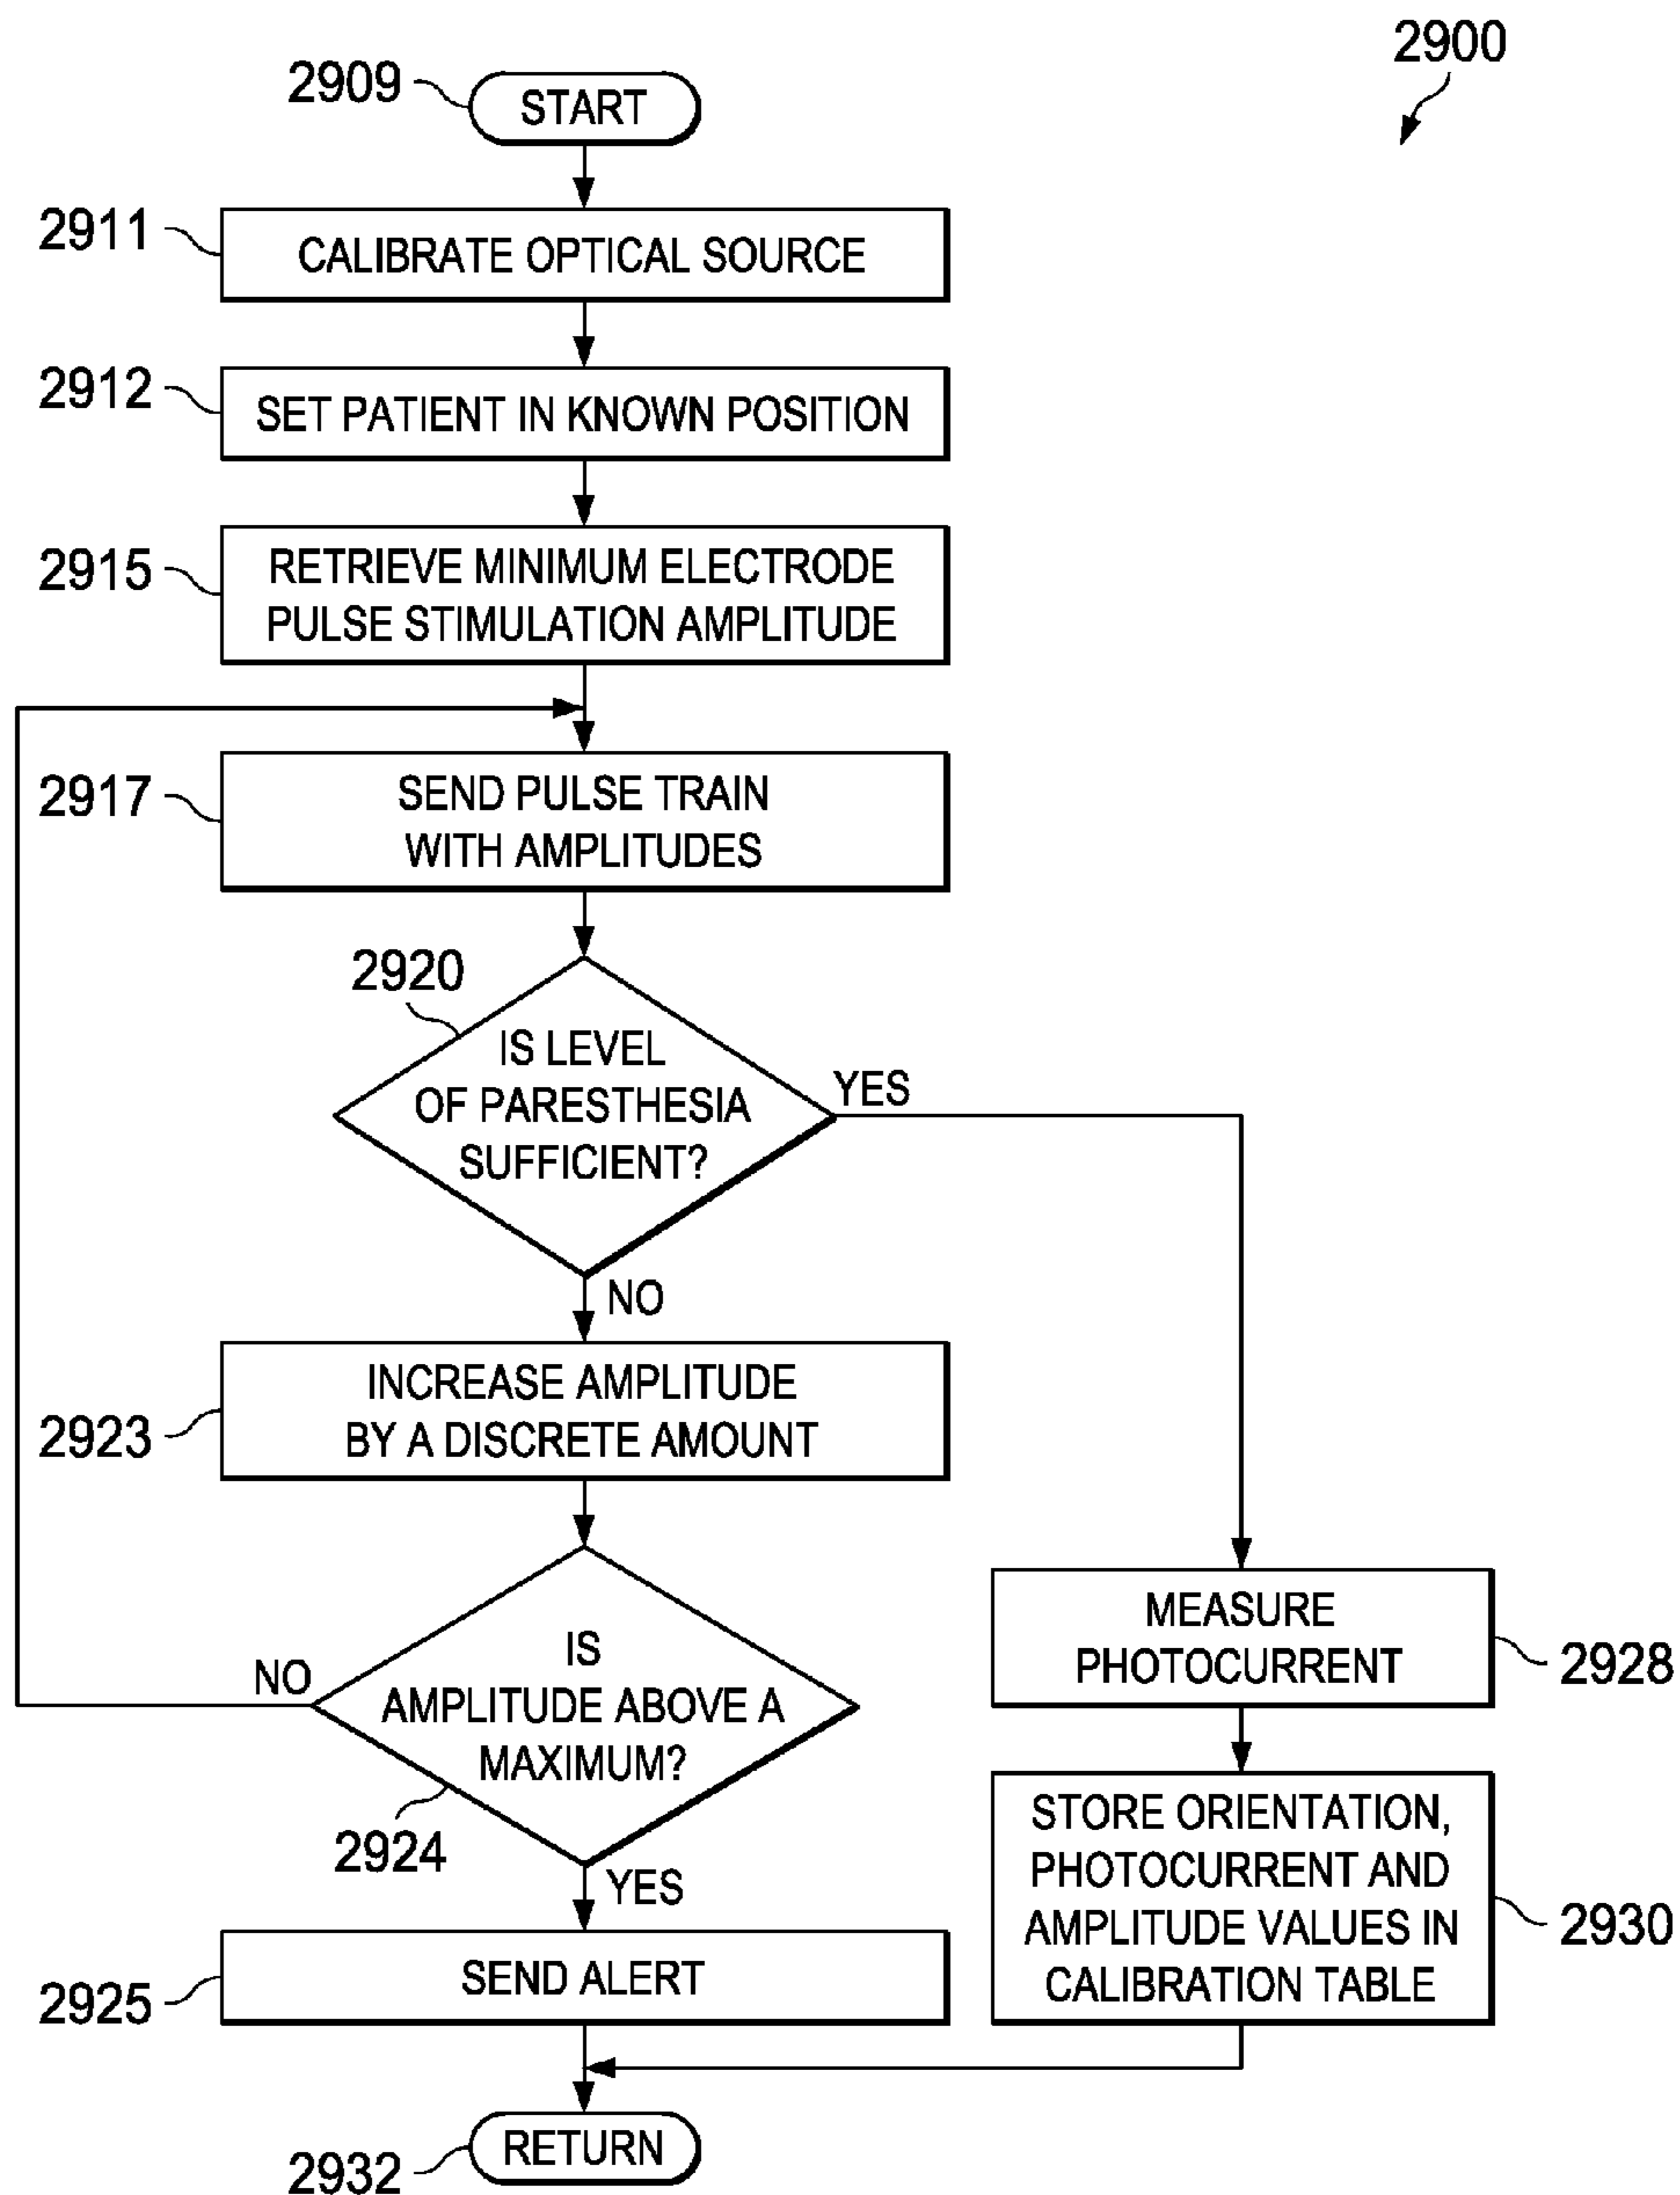 2900
2909
START
2911
CALIBRATE OPTICAL SOURCE
2912
SET PATIENT IN KNOWN POSITION
2915
RETRIEVE MINIMUM ELECTRODE
PULSE STIMULATION AMPLITUDE
2917
SEND PULSE TRAIN
WITH AMPLITUDES
2920
IS LEVEL
OF PARESTHESIA
SUFFICIENT?
YES
NO
2923
INCREASE AMPLITUDE
BY A DISCRETE AMOUNT
NO
IS
AMPLITUDE ABOVE A
MAXIMUM?
2924
YES
2925
SEND ALERT
MEASURE
PHOTOCURRENT
2928
STORE ORIENTATION,
PHOTOCURRENT AND
AMPLITUDE VALUES IN
CALIBRATION TABLE
2930
RETURN
2932